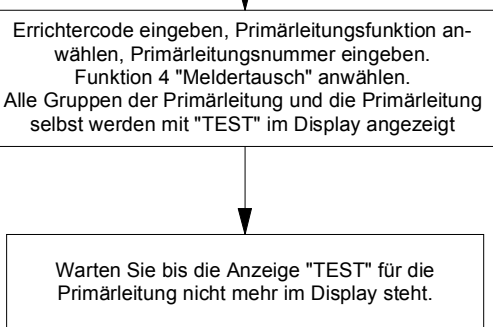 Errichtercode eingeben, Primärleitungsfunktion an-
wählen, Primärleitungsnummer eingeben.
Funktion 4 "Meldertausch" anwählen.
Alle Gruppen der Primärleitung und die Primärleitung
selbst werden mit "TEST" im Display angezeigt
Warten Sie bis die Anzeige "TEST" für die
Primärleitung nicht mehr im Display steht.